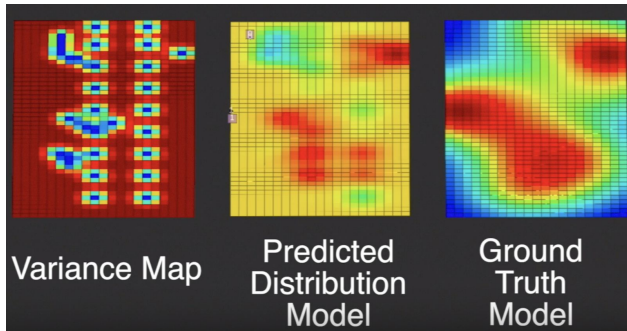 R
Variance Map
Predicted
Distribution
Model
Ground
Truth
Model